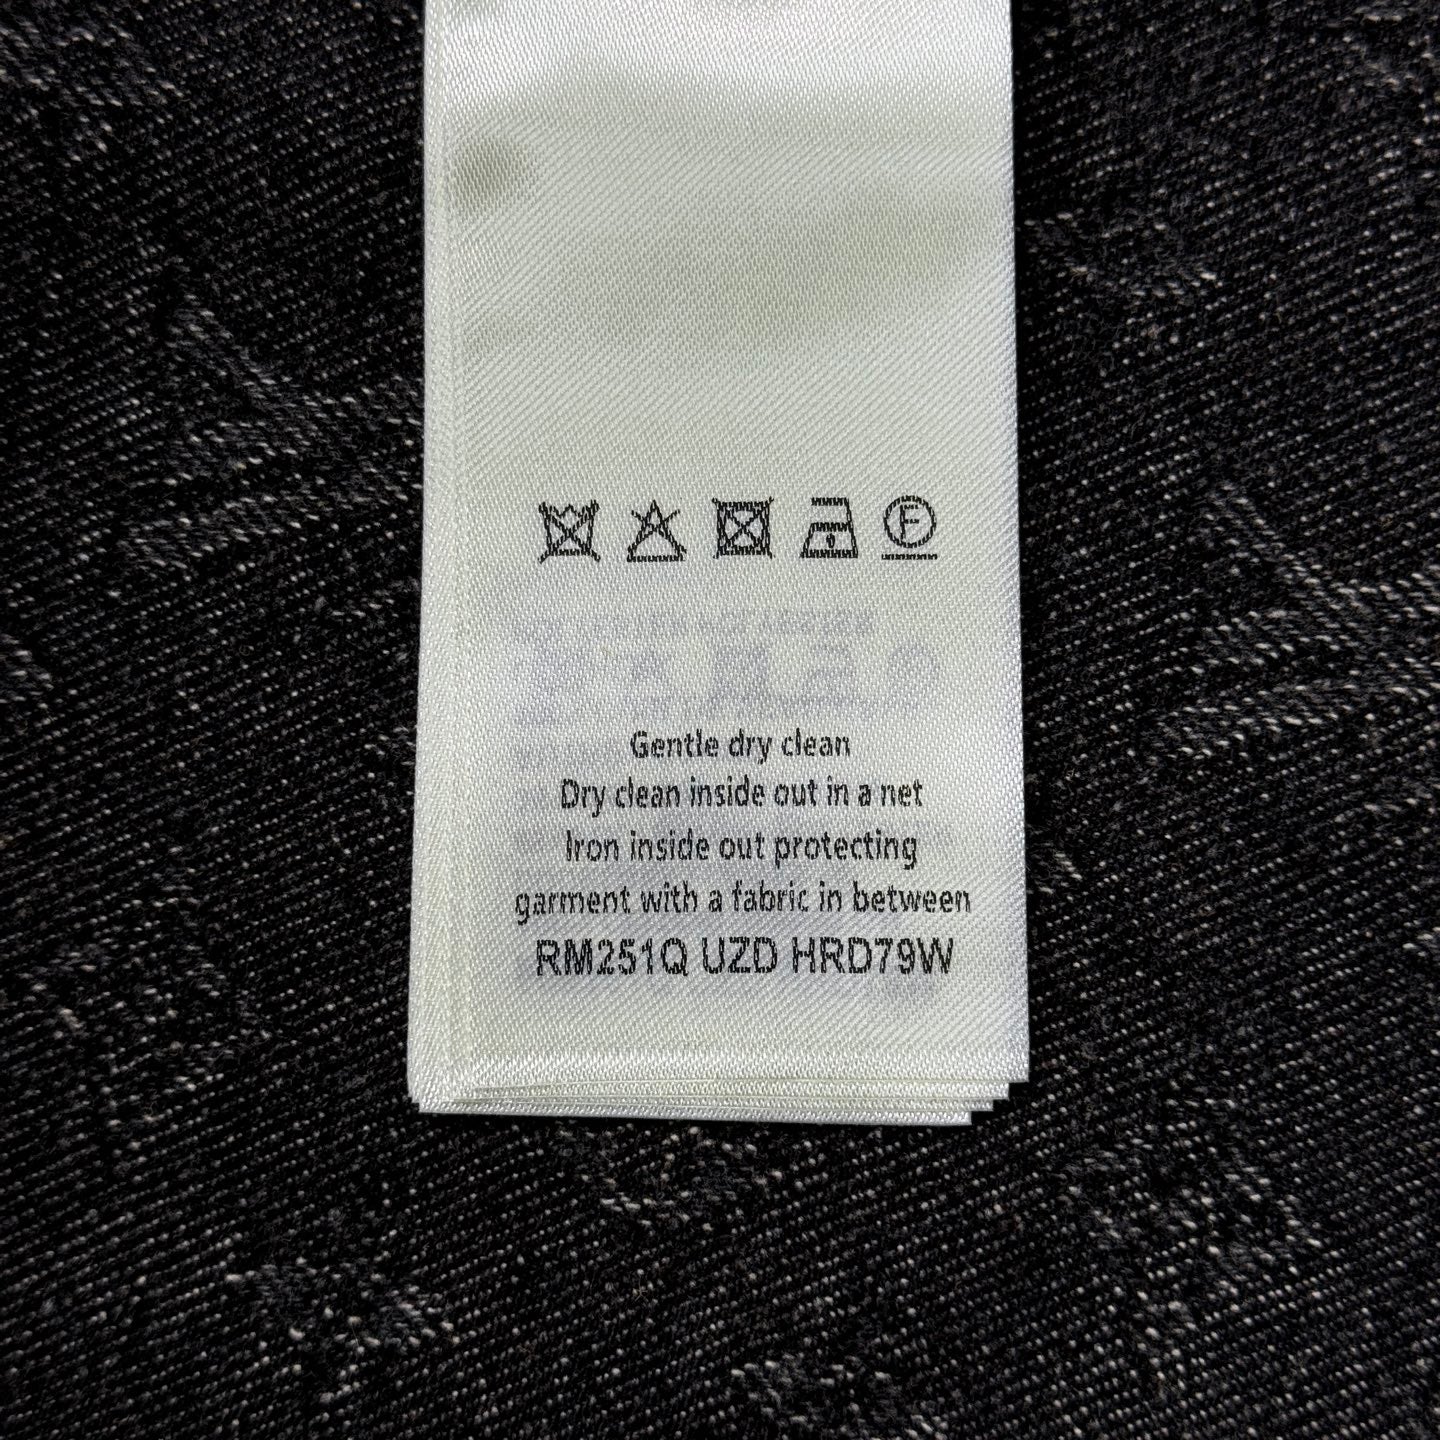 F
Gentle dry clean
Dry clean inside out in a net
Iron inside out protecting
garment with a fabric in between
RM251Q UZD HRD79W